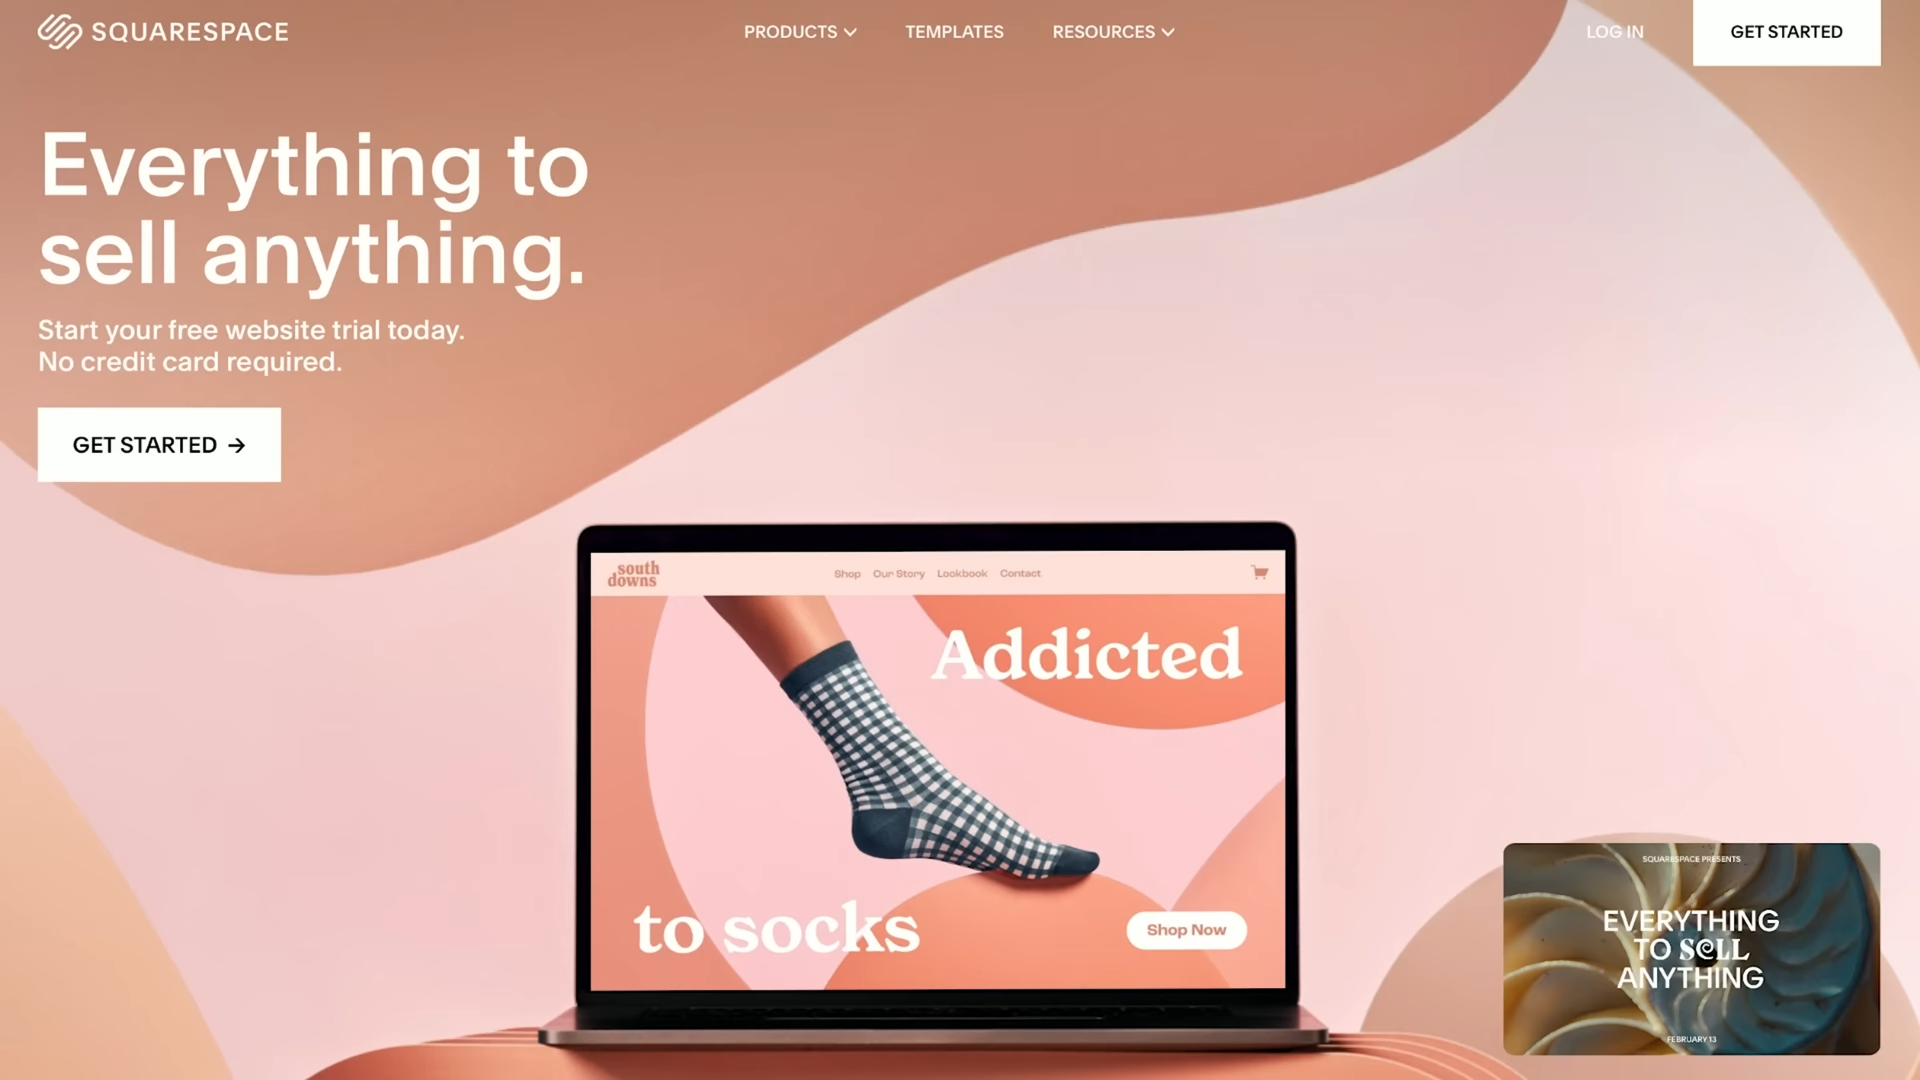 SQUARESPACE
PRODUCTS
TEMPLATES
RESOURCES
LOG IN
GET STARTED
Everything to
sell anything.
Start your free website trial today.
No credit card required.
GET STARTED →
south
downs
Shop
Our Story
Lookbook
Contact
Addicted
to socks
Shop Now
SQUARESPACE PRESENTS
EVERYTHING
TO SELL
ANYTHING
FEBRUARY 13